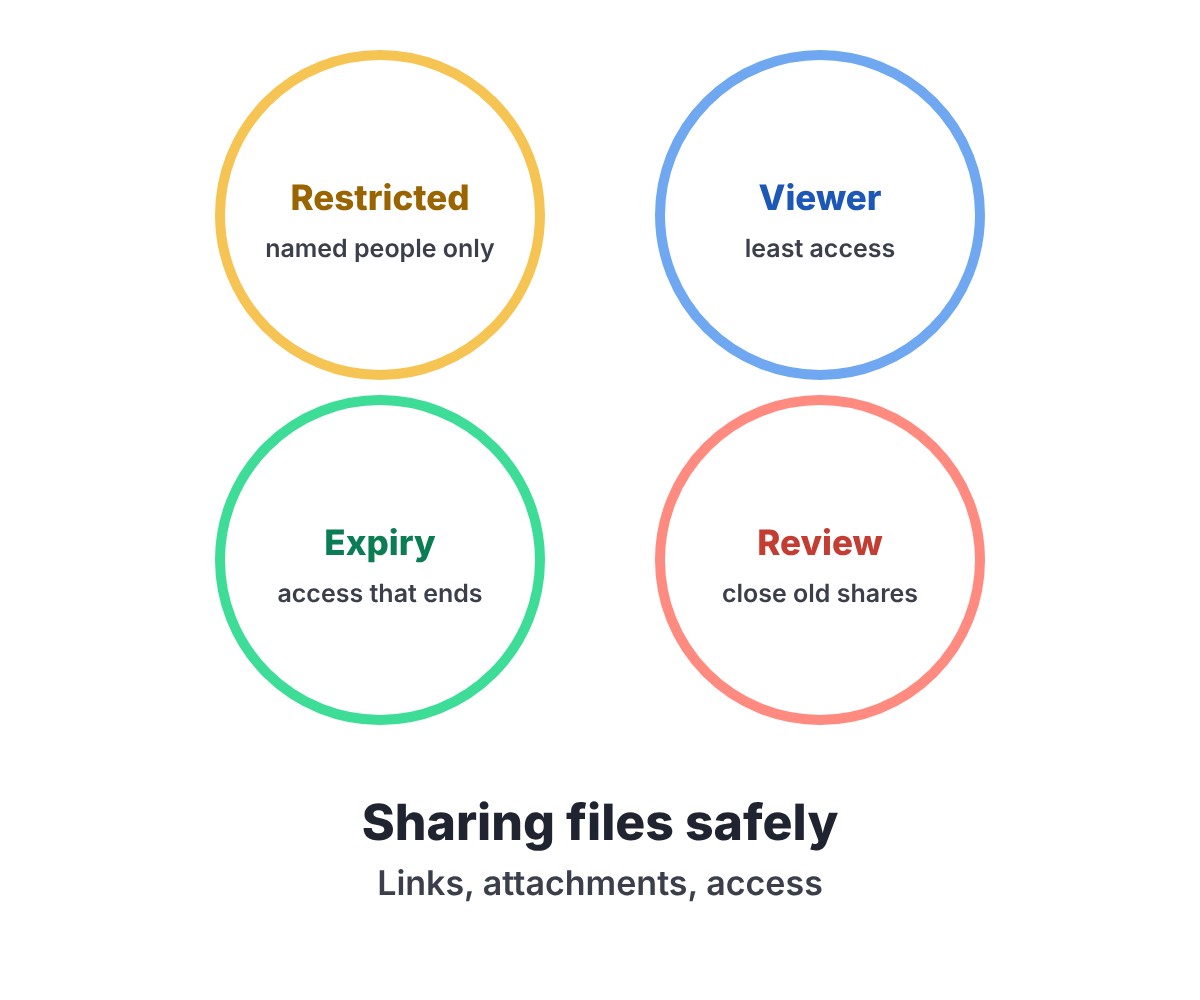 Restricted
named people only
Viewer
least access
Expiry
access that ends
Review
close old shares
Sharing files safely
Links, attachments, access